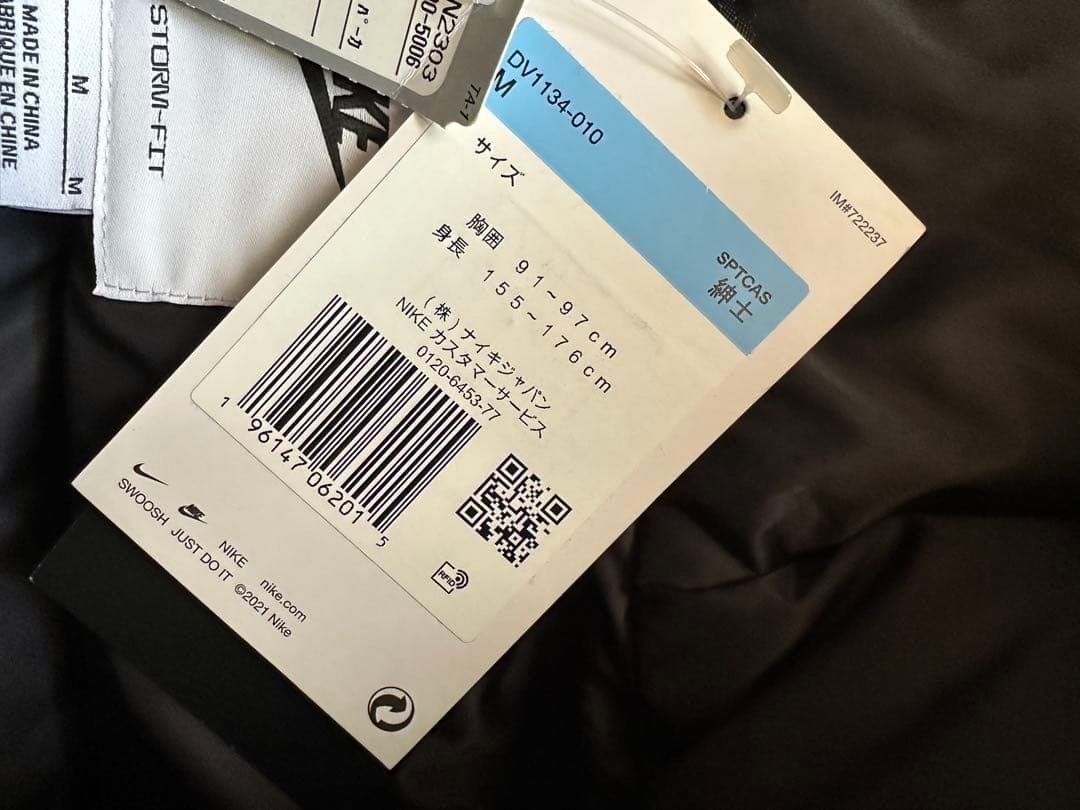 MADE IN CHINA
FABRIQUE EN CHINE
M
M
STORM-FIT
N2303
0-5006
パーカ
TA-1
DV1134-010
M
SPTCAS
紳士
IM#722237
サイズ
胸囲 91~97cm
身長 155~176cm
(株)ナイキジャパン
NIKE カスタマーサービス
0120-6453-77
1 96147 06201 5
RFID
SWOOSH NIKE nike.com
JUST DO IT ©2021 Nike